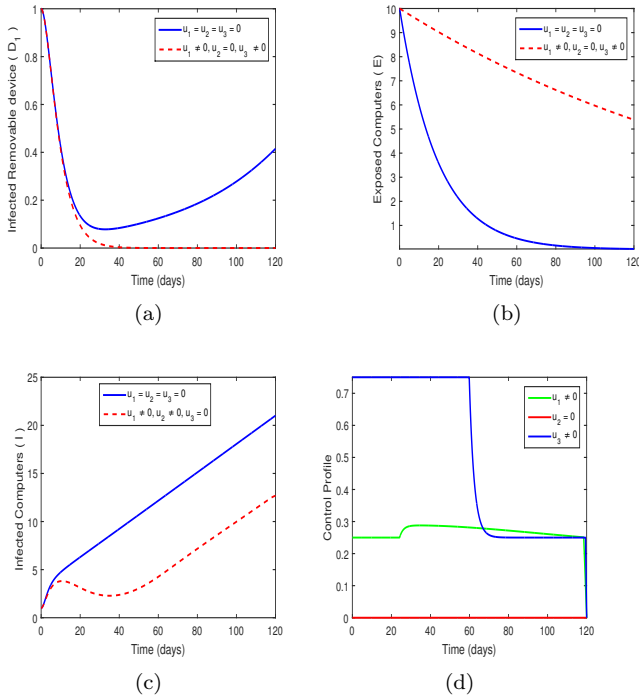 Infected Removable device ( D₁ )
1
0.8
0.6
0.4
0.2
0
u₁ = u₂ = u₃ = 0
u₁ ≠ 0, u₂ = 0, u₃ ≠ 0
0 20 40 60 80 100 120
Time (days)
(a)
Exposed Computers ( E )
10
9
8
7
6
5
4
3
2
1
u₁ = u₂ = u₃ = 0
u₁ ≠ 0, u₂ = 0, u₃ ≠ 0
0 20 40 60 80 100 120
Time (days)
(b)
Infected Computers ( I )
25
20
15
10
5
0
u₁ = u₂ = u₃ = 0
u₁ ≠ 0, u₂ ≠ 0, u₃ = 0
0 20 40 60 80 100 120
Time (days)
(c)
Control Profile
0.7
0.6
0.5
0.4
0.3
0.2
0.1
0
u₁ ≠ 0
u₂ = 0
u₃ ≠ 0
0 20 40 60 80 100 120
Time (days)
(d)